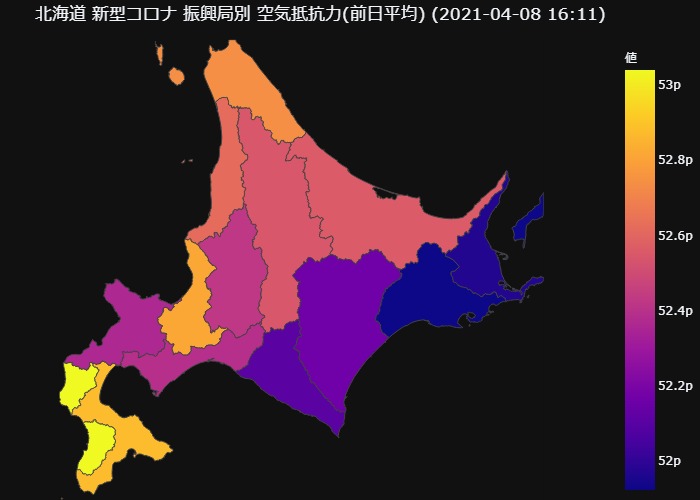 北海道 新型コロナ 振興局別 空気抵抗力(前日平均) (2021-04-08 16:11)
値
53p
52.8p
52.6p
52.4p
52.2p
52p